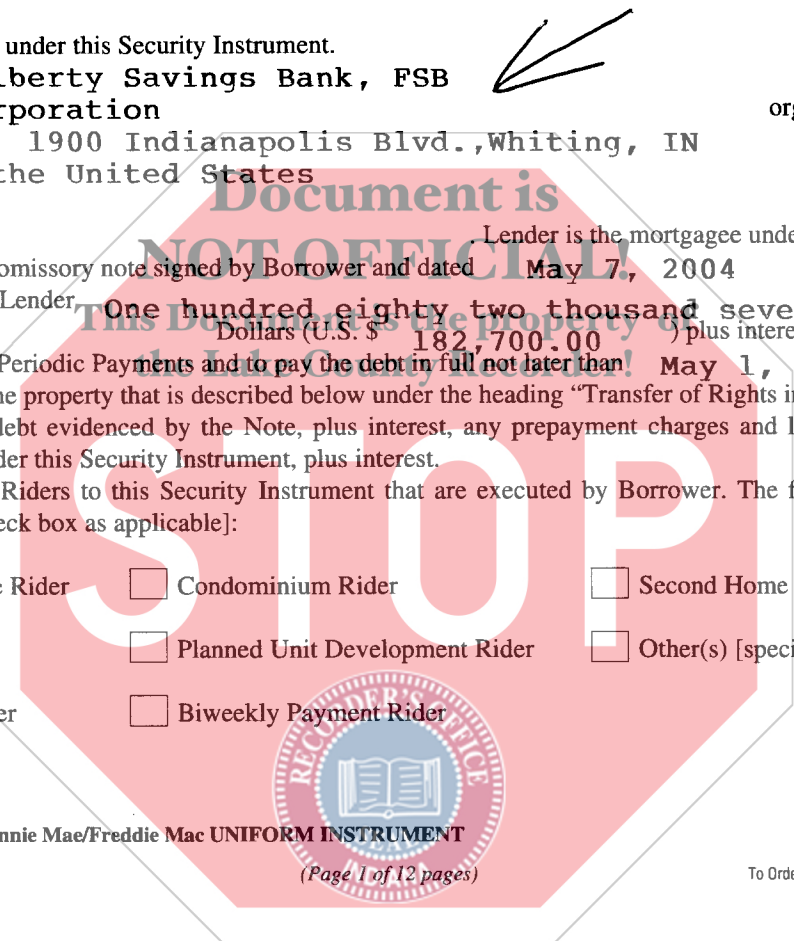 under this Security Instrument.
iberty Savings Bank, FSB
rporation
org
1900 Indianapolis Blvd.,Whiting, IN
the United States
Document is
. Lender is the mortgagee unde
NOT OFFICIAL!
omissory note signed by Borrower and dated May 7, 2004
Lender One hundred eighty two thousand seve
This Document is the property of
Dollars (U.S. $ 182,700.00 ) plus intere
the Lake County Recorder!
Periodic Payments and to pay the debt in full not later than May 1,
ne property that is described below under the heading “Transfer of Rights i
debt evidenced by the Note, plus interest, any prepayment charges and l
der this Security Instrument, plus interest.
Riders to this Security Instrument that are executed by Borrower. The f
eck box as applicable]:
STOP
e Rider Condominium Rider Second Home
Planned Unit Development Rider Other(s) [speci
er Biweekly Payment Rider
RECORDER'S OFFICE
SEAL
INDIANA
nnie Mae/Freddie Mac UNIFORM INSTRUMENT
(Page 1 of 12 pages)
To Orde